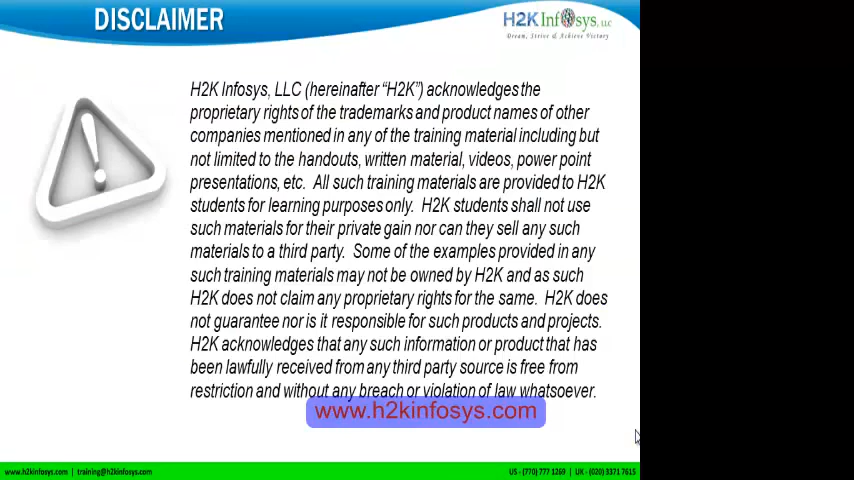 DISCLAIMER
H2K Infosys, LLC
Dream, Strive & Achieve Victory
H2K Infosys, LLC (hereinafter “H2K”) acknowledges the
proprietary rights of the trademarks and product names of other
companies mentioned in any of the training material including but
not limited to the handouts, written material, videos, power point
presentations, etc. All such training materials are provided to H2K
students for learning purposes only. H2K students shall not use
such materials for their private gain nor can they sell any such
materials to a third party. Some of the examples provided in any
such training materials may not be owned by H2K and as such
H2K does not claim any proprietary rights for the same. H2K does
not guarantee nor is it responsible for such products and projects.
H2K acknowledges that any such information or product that has
been lawfully received from any third party source is free from
restriction and without any breach or violation of law whatsoever.
www.h2kinfosys.com
www.h2kinfosys.com | training@h2kinfosys.com
US - (770) 777 1269 | UK - (020) 3371 7615